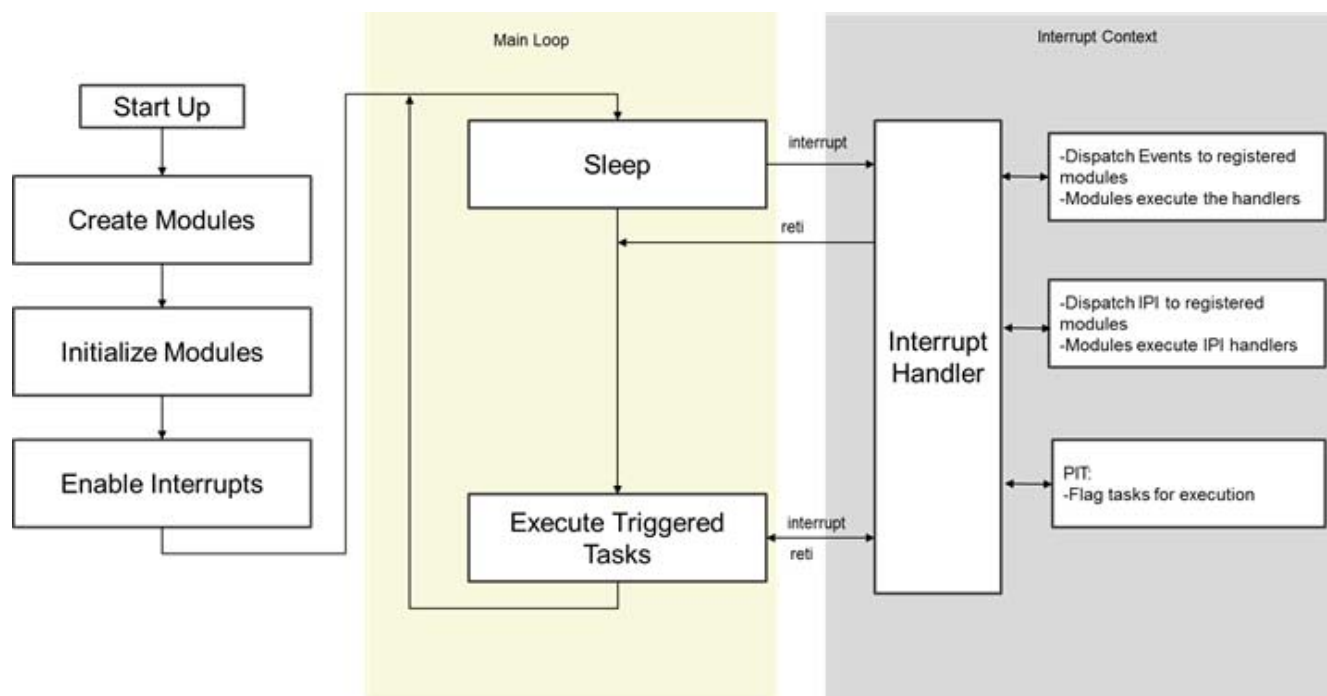 Main Loop
Interrupt Context
Start Up
Create Modules
Initialize Modules
Enable Interrupts
Sleep
interrupt
reti
Execute Triggered
Tasks
interrupt
reti
Interrupt
Handler
-Dispatch Events to registered
modules
-Modules execute the handlers
-Dispatch IPI to registered
modules
-Modules execute IPI handlers
PIT:
-Flag tasks for execution